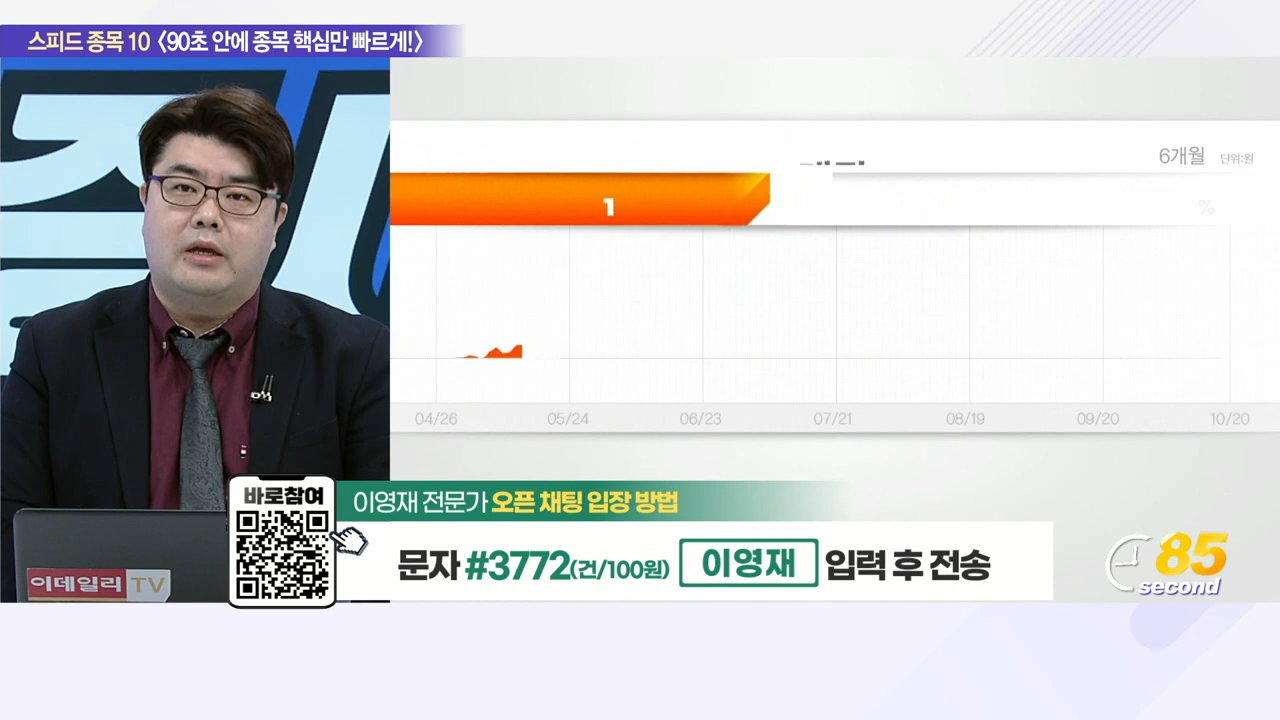 스피드 종목 10 <90초 안에 종목 핵심만 빠르게!>
6개월 단위:원
1
%
04/26 05/24 06/23 07/21 08/19 09/20 10/20
바로참여
이영재 전문가 오픈 채팅 입장 방법
문자 #3772(건/100원) 이영재 입력 후 전송
85
second
이데일리TV